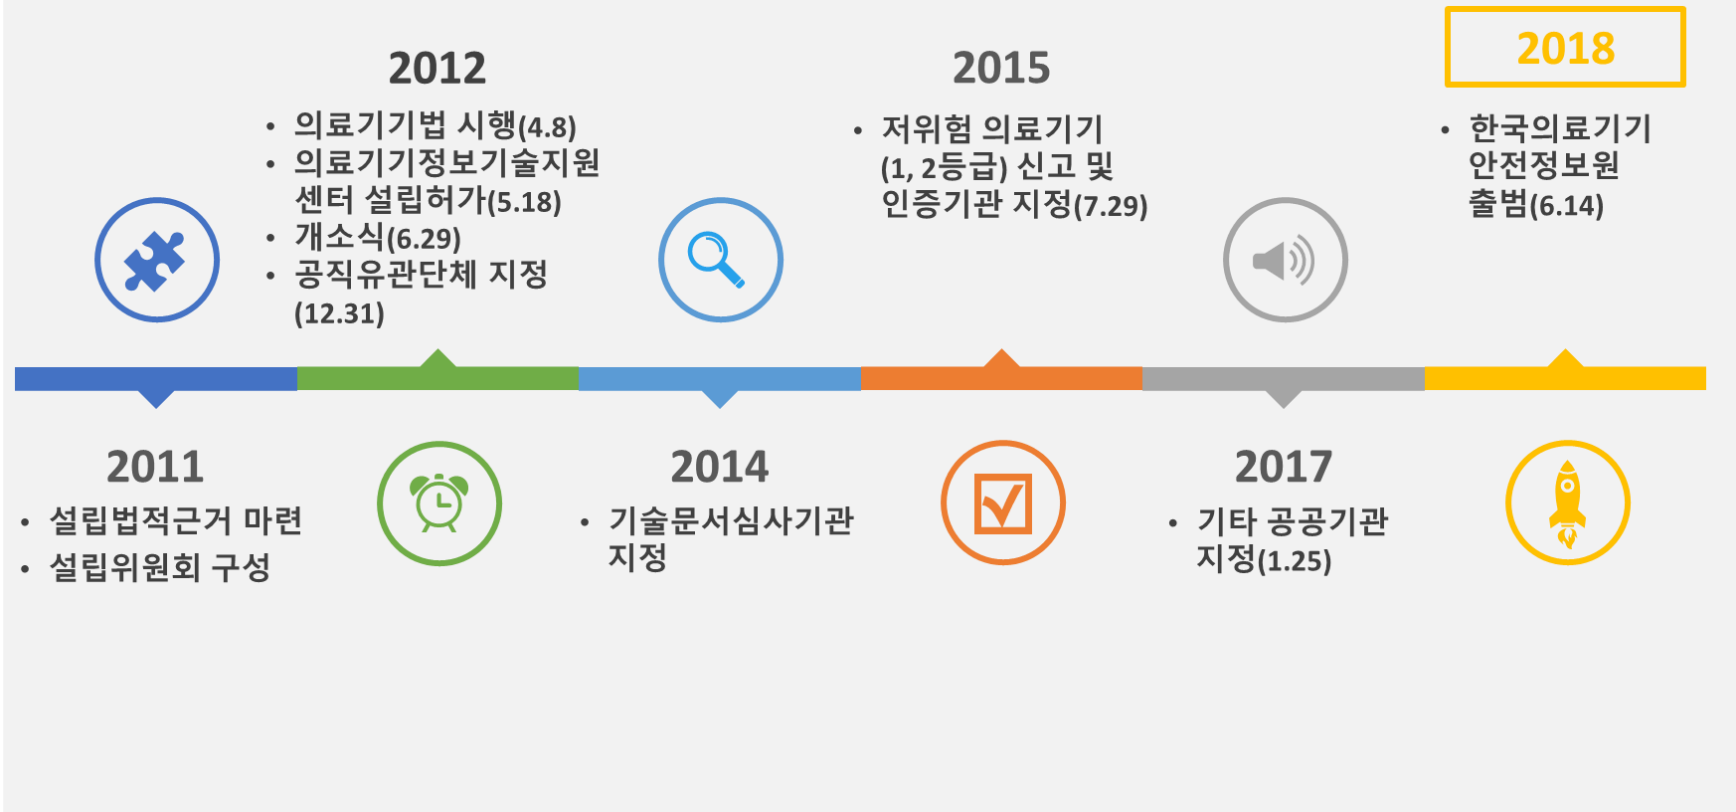 2012
• 의료기기법 시행(4.8)
• 의료기기정보기술지원
센터 설립허가(5.18)
• 개소식(6.29)
• 공직유관단체 지정
(12.31)
2015
• 저위험 의료기기
(1, 2등급) 신고 및
인증기관 지정(7.29)
2018
• 한국의료기기
안전정보원
출범(6.14)
2011
• 설립법적근거 마련
• 설립위원회 구성
2014
• 기술문서심사기관
지정
2017
• 기타 공공기관
지정(1.25)